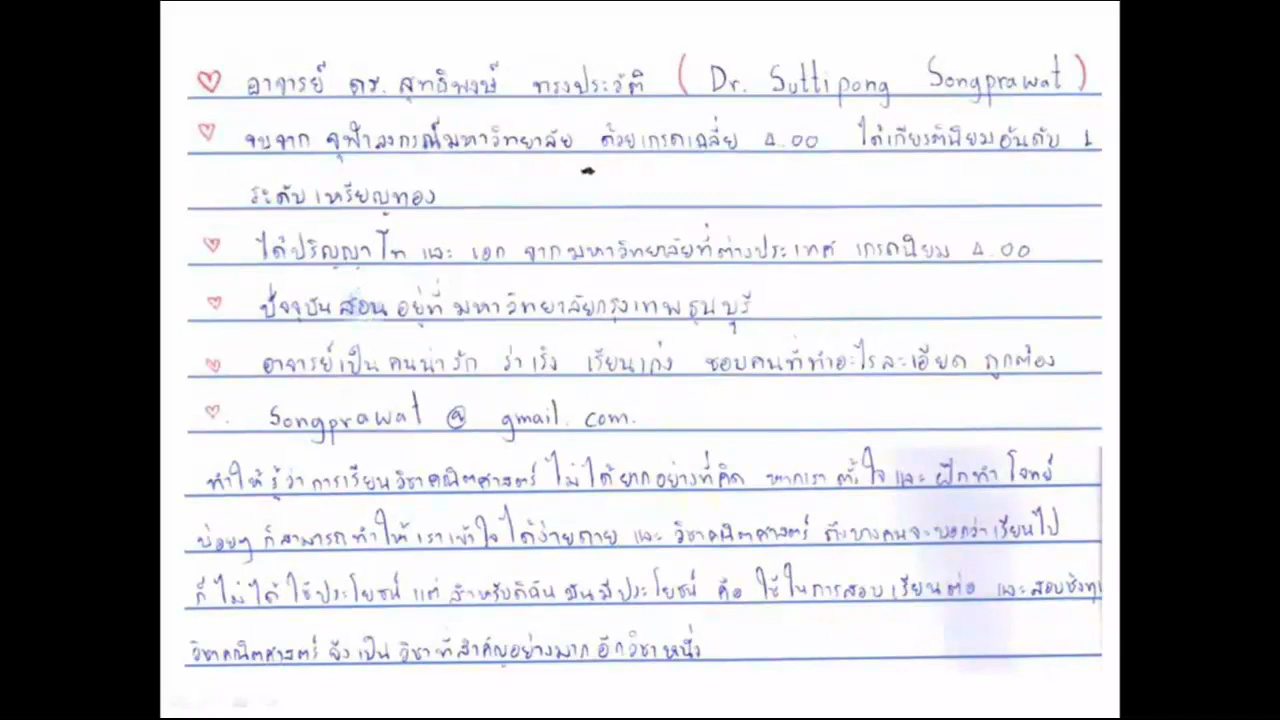 อาจารย์ ดร. สุทธิพงษ์ ทรงประวัติ ( Dr. Suttipong Songprawat )
จบจาก จุฬาลงกรณ์มหาวิทยาลัย ด้วยเกรดเฉลี่ย 4.00 ได้เกียรตินิยมอันดับ 1
ระดับเหรียญทอง
ได้ปริญญาโท และ เอก จากมหาวิทยาลัยที่ต่างประเทศ เกรดนิยม 4.00
ปัจจุบันสอนอยู่ที่ มหาวิทยาลัยกรุงเทพธนบุรี
อาจารย์เป็นคนน่ารัก ร่าเริง เรียนเก่ง ชอบคนที่ทำอะไรละเอียด ถูกต้อง
Songprawat @ gmail. com.
ทำให้รู้ว่าการเรียนวิชาคณิตศาสตร์ ไม่ได้ยากอย่างที่คิด หากเราตั้งใจ และ ฝึกทำโจทย์
บ่อยๆ ก็สามารถทำให้เราเข้าใจได้ง่ายดาย และ วิชาคณิตศาสตร์ ถึงบางคนจะบอกว่าเรียนไป
ก็ไม่ได้ใช้ประโยชน์ แต่สำหรับดิฉันมันมีประโยชน์ คือ ใช้ในการสอบเรียนต่อ และสอบชิงทุ
วิชาคณิตศาสตร์ จึงเป็น วิชาที่สำคัญอย่างมากอีกวิชาหนึ่ง